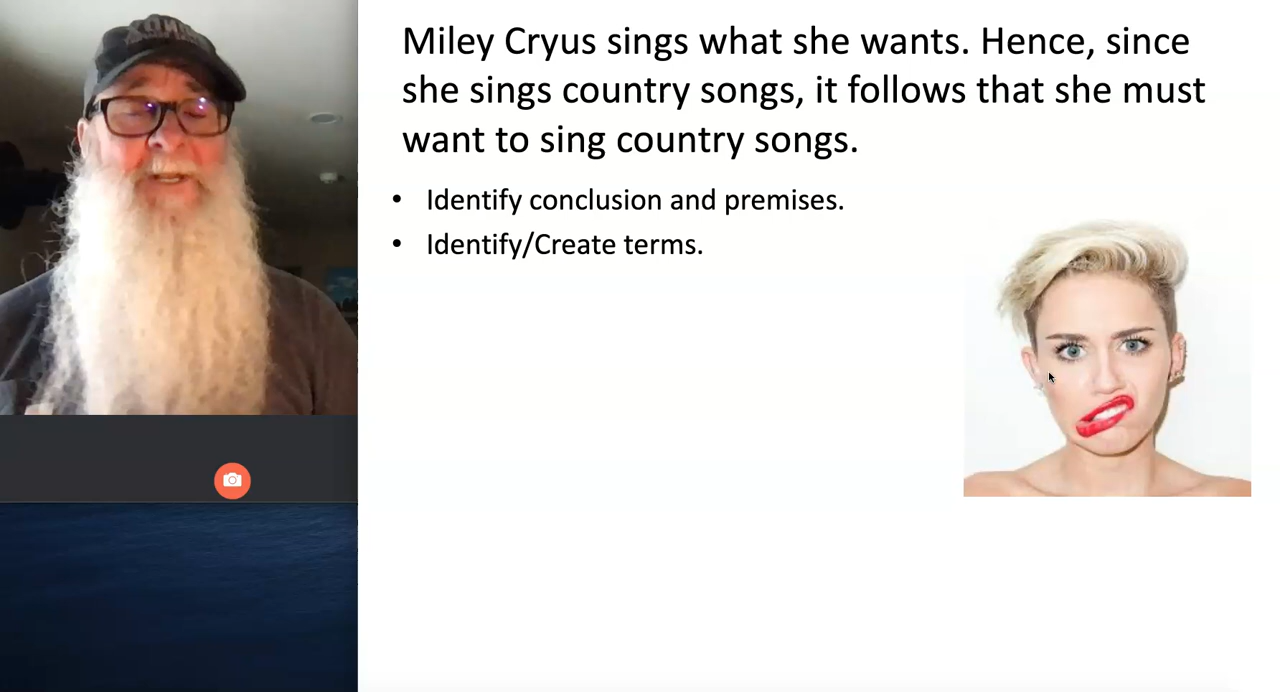 Miley Cryus sings what she wants. Hence, since
she sings country songs, it follows that she must
want to sing country songs.
• Identify conclusion and premises.
• Identify/Create terms.